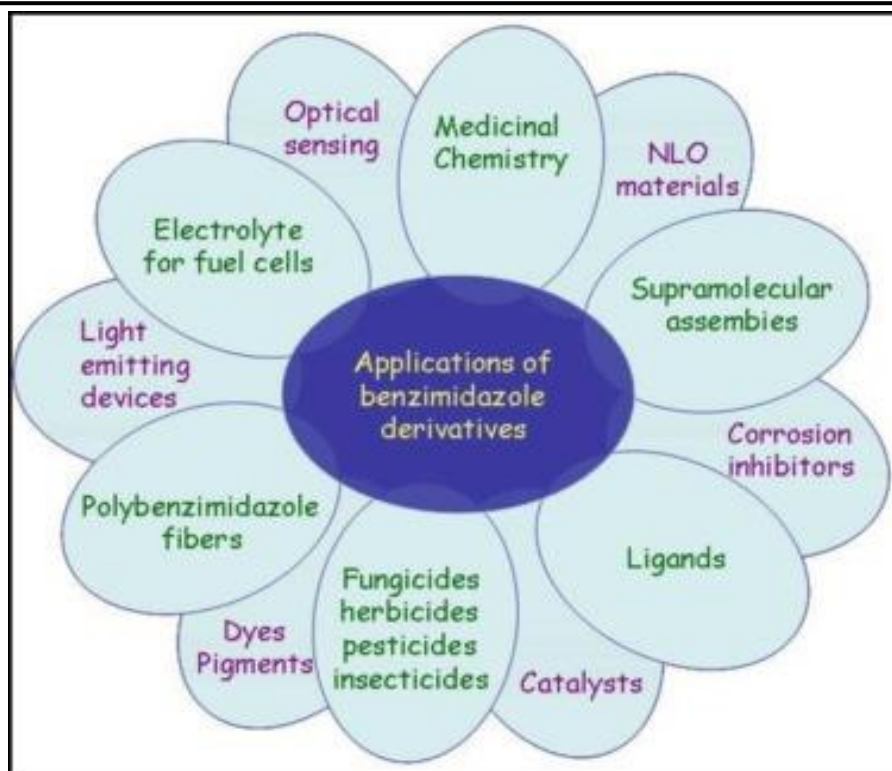 Optical
sensing
Medicinal
Chemistry
NLO
materials
Electrolyte
for fuel cells
Supramolecular
assembies
Light
emitting
devices
Applications of
benzimidazole
derivatives
Corrosion
inhibitors
Polybenzimidazole
fibers
Ligands
Fungicides
herbicides
pesticides
insecticides
Dyes
Pigments
Catalysts